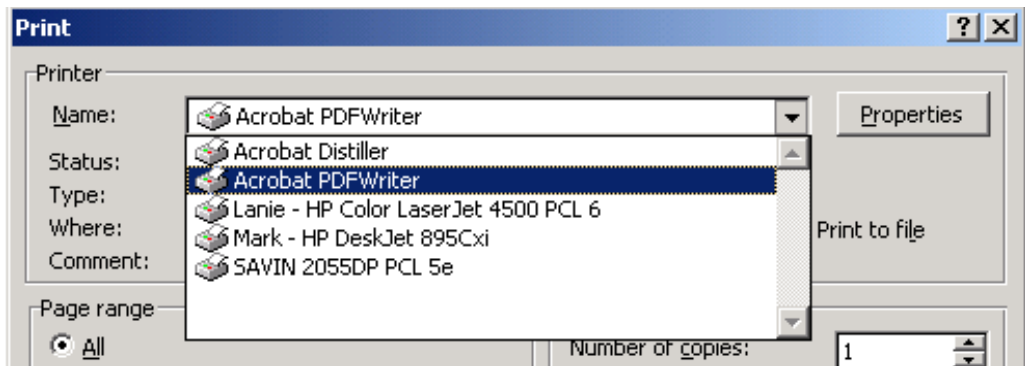 Print
Printer
Name:
Acrobat PDFWriter
Properties
Acrobat Distiller
Status:
Acrobat PDFWriter
Type:
Lanie - HP Color LaserJet 4500 PCL 6
Where:
Mark - HP DeskJet 895Cxi
Print to file
Comment:
SAVIN 2055DP PCL 5e
Page range
All
Number of copies:
1